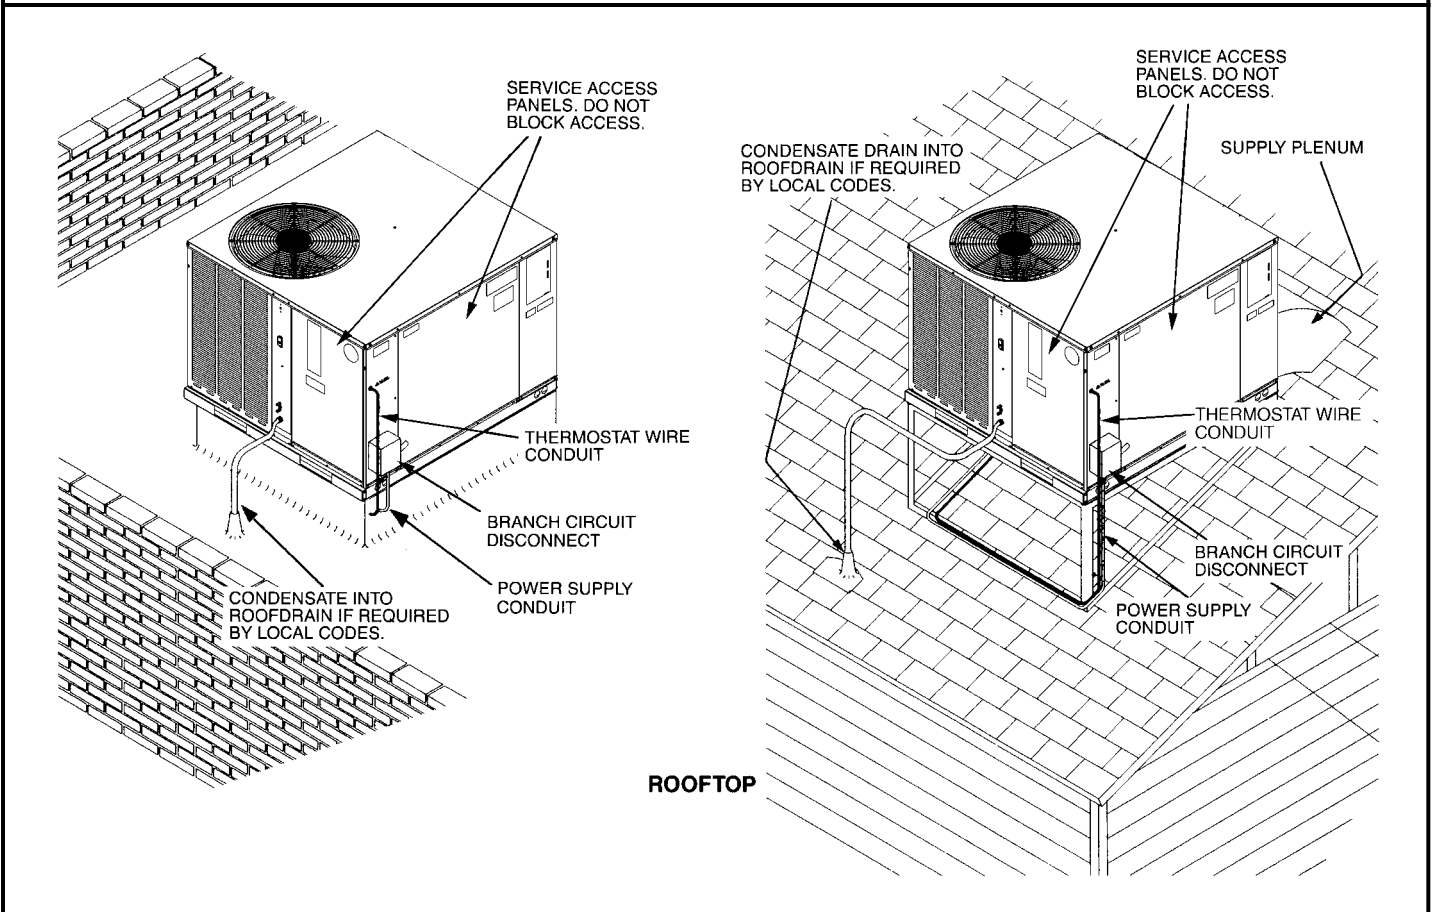 SERVICE ACCESS
PANELS. DO NOT
BLOCK ACCESS.
THERMOSTAT WIRE
CONDUIT
BRANCH CIRCUIT
DISCONNECT
POWER SUPPLY
CONDUIT
CONDENSATE INTO
ROOFDRAIN IF REQUIRED
BY LOCAL CODES.
SERVICE ACCESS
PANELS. DO NOT
BLOCK ACCESS.
SUPPLY PLENUM
CONDENSATE DRAIN INTO
ROOFDRAIN IF REQUIRED
BY LOCAL CODES.
THERMOSTAT WIRE
CONDUIT
BRANCH CIRCUIT
DISCONNECT
POWER SUPPLY
CONDUIT
ROOFTOP